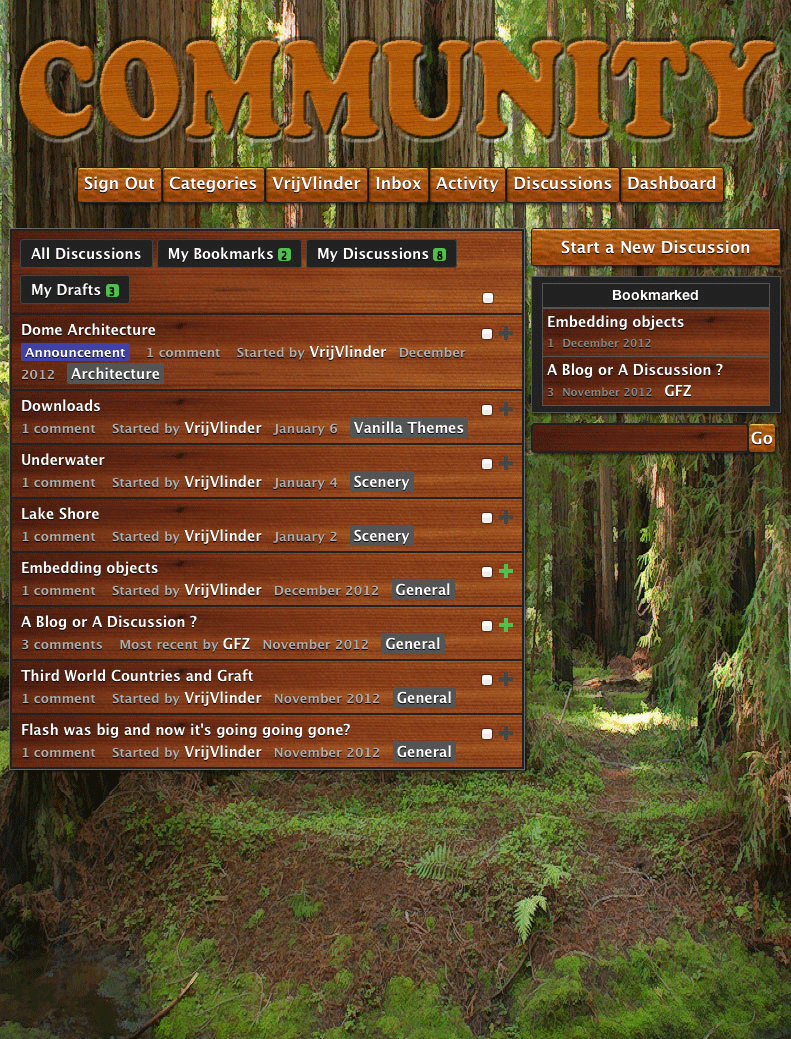 COMMUNITY
Sign Out Categories VrijVlinder Inbox Activity Discussions Dashboard
All Discussions My Bookmarks 2 My Discussions 8
My Drafts 3
Dome Architecture
Announcement 1 comment Started by VrijVlinder December
2012 Architecture
Downloads
1 comment Started by VrijVlinder January 6 Vanilla Themes
Underwater
1 comment Started by VrijVlinder January 4 Scenery
Lake Shore
1 comment Started by VrijVlinder January 2 Scenery
Embedding objects
1 comment Started by VrijVlinder December 2012 General
A Blog or A Discussion ?
3 comments Most recent by GFZ November 2012 General
Third World Countries and Graft
1 comment Started by VrijVlinder November 2012 General
Flash was big and now it's going going gone?
1 comment Started by VrijVlinder November 2012 General
Start a New Discussion
Bookmarked
Embedding objects
1 December 2012
A Blog or A Discussion ?
3 November 2012 GFZ
Go